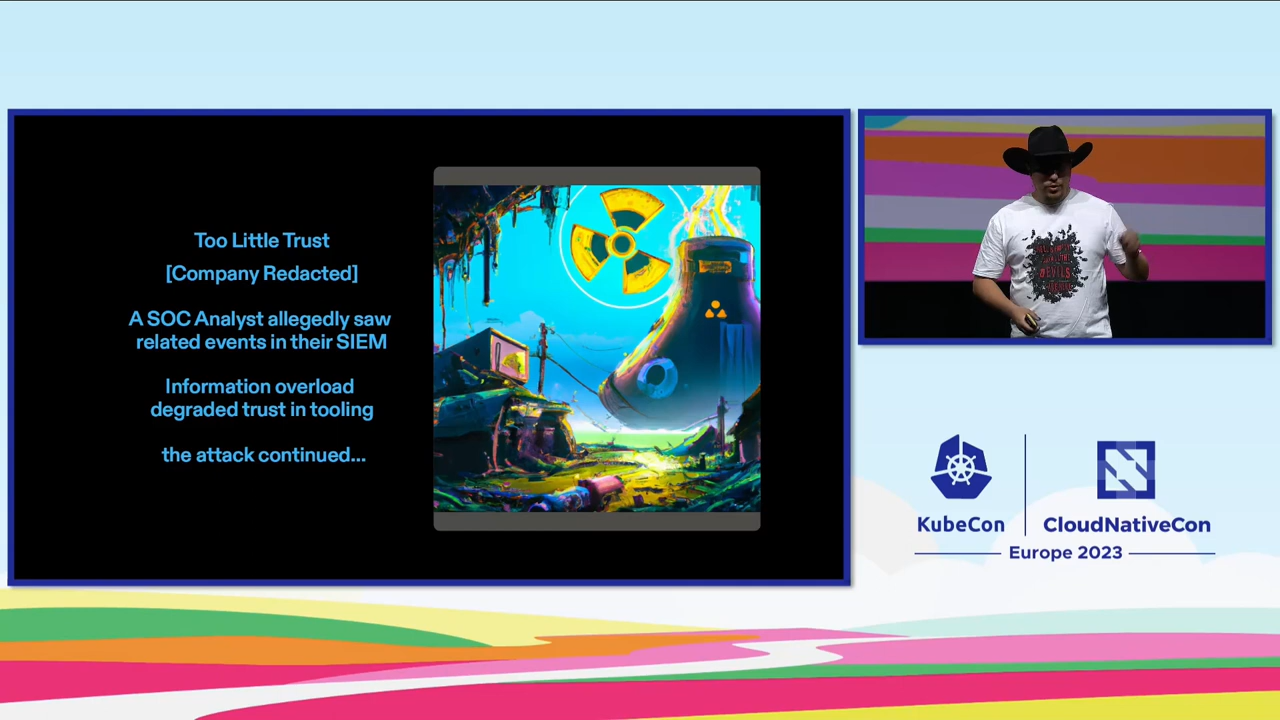 Too Little Trust
[Company Redacted]
A SOC Analyst allegedly saw
related events in their SIEM
Information overload
degraded trust in tooling
the attack continued...
DEVILS
KubeCon
CloudNativeCon
Europe 2023